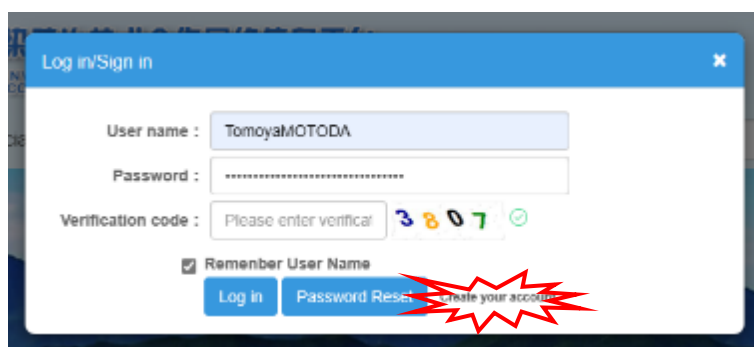 Log in/Sign in ×
User name : TomoyaMOTODA
Password : ································
Verification code : Please enter verificat 3807
Remenber User Name
Log in Password Reset Create your account